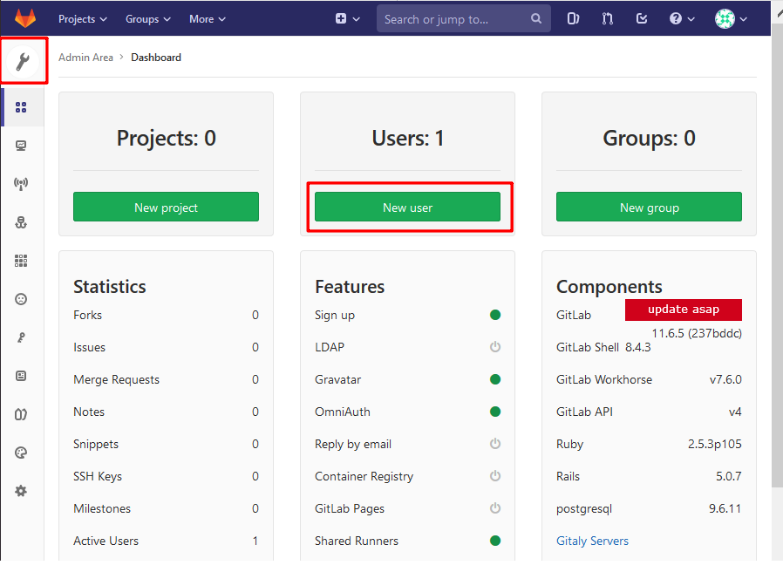 Projects Groups More Search or jump to...
Admin Area > Dashboard
Projects: 0
New project
Users: 1
New user
Groups: 0
New group
Statistics
Forks 0
Issues 0
Merge Requests 0
Notes 0
Snippets 0
SSH Keys 0
Milestones 0
Active Users 1
Features
Sign up
LDAP
Gravatar
OmniAuth
Reply by email
Container Registry
GitLab Pages
Shared Runners
Components
GitLab update asap
11.6.5 (237bddc)
GitLab Shell 8.4.3
GitLab Workhorse v7.6.0
GitLab API v4
Ruby 2.5.3p105
Rails 5.0.7
postgresql 9.6.11
Gitaly Servers